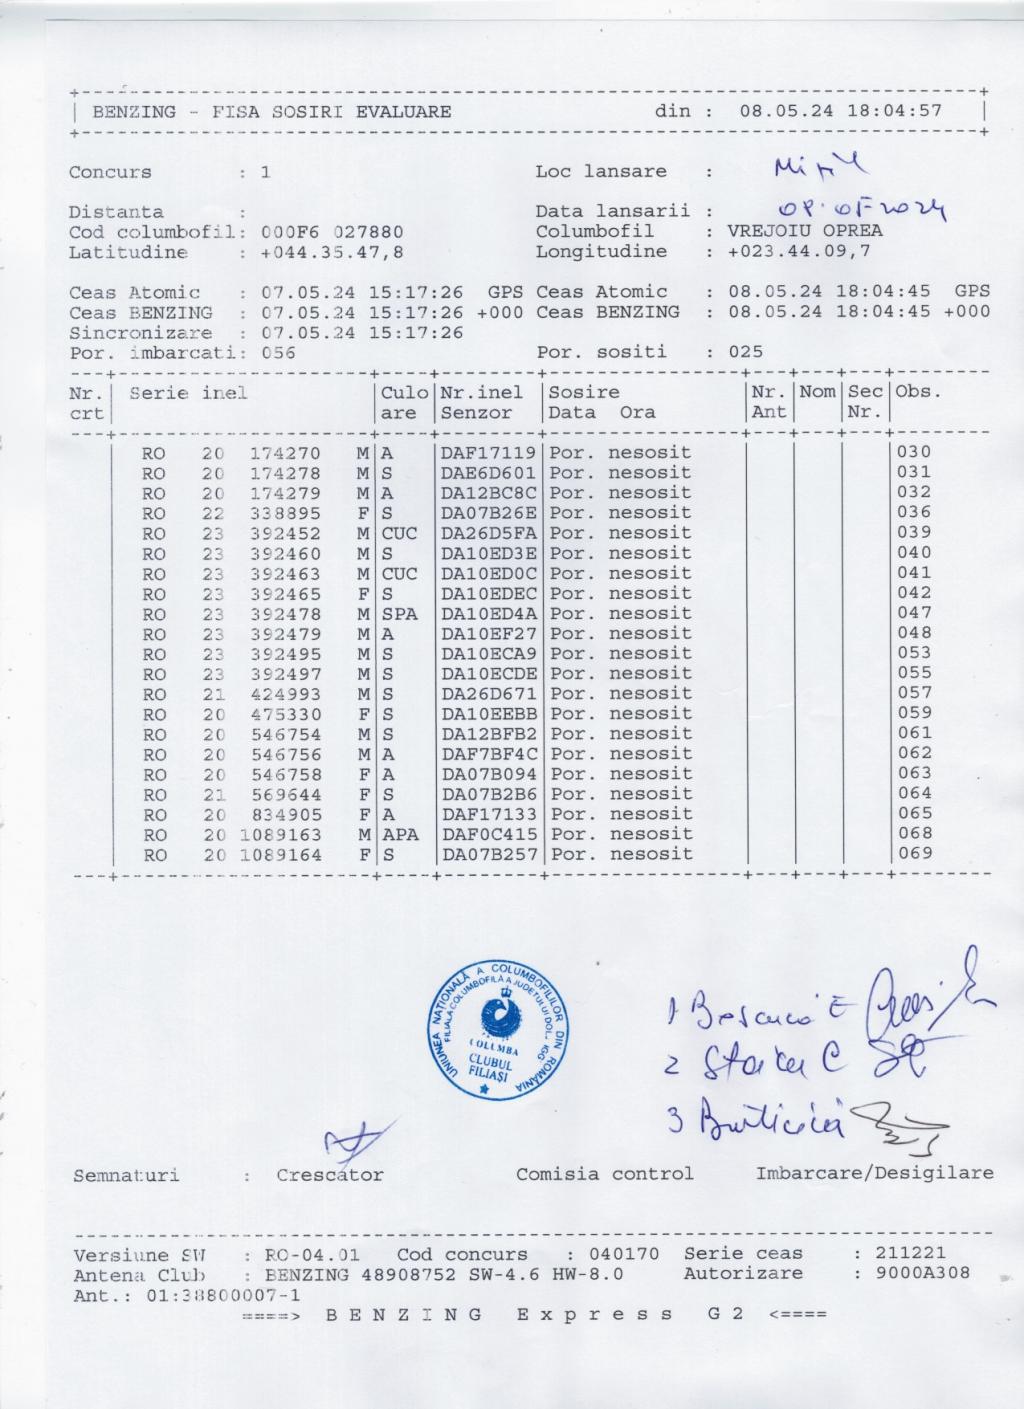 BENZING - FISA SOSIRI EVALUARE din : 08.05.24 18:04:57
Concurs : 1 Loc lansare : Mizil
Distanta : Data lansarii : 08.05.2024
Cod columbofil: 000F6 027880 Columbofil : VREJOIU OPREA
Latitudine : +044.35.47,8 Longitudine : +023.44.09,7
Ceas Atomic : 07.05.24 15:17:26 GPS Ceas Atomic : 08.05.24 18:04:45 GPS
Ceas BENZING : 07.05.24 15:17:26 +000 Ceas BENZING : 08.05.24 18:04:45 +000
Sincronizare : 07.05.24 15:17:26
Por. imbarcati: 056 Por. sositi : 025
Nr. Serie inel Culo Nr.inel Sosire Nr. Nom Sec Obs.
crt are Senzor Data Ora Ant Nr.
RO 20 174270 M A DAF17119 Por. nesosit 030
RO 20 174278 M S DAE6D601 Por. nesosit 031
RO 20 174279 M A DA12BC8C Por. nesosit 032
RO 22 338895 F S DA07B26E Por. nesosit 036
RO 23 392452 M CUC DA26D5FA Por. nesosit 039
RO 23 392460 M S DA10ED3E Por. nesosit 040
RO 23 392463 M CUC DA10ED0C Por. nesosit 041
RO 23 392465 F S DA10EDEC Por. nesosit 042
RO 23 392478 M SPA DA10ED4A Por. nesosit 047
RO 23 392479 M A DA10EF27 Por. nesosit 048
RO 23 392495 M S DA10ECA9 Por. nesosit 053
RO 23 392497 M S DA10ECDE Por. nesosit 055
RO 21 424993 M S DA26D671 Por. nesosit 057
RO 20 475330 F S DA10EEBB Por. nesosit 059
RO 20 546754 M S DA12BFB2 Por. nesosit 061
RO 20 546756 M A DAF7BF4C Por. nesosit 062
RO 20 546758 F A DA07B094 Por. nesosit 063
RO 21 569644 F S DA07B2B6 Por. nesosit 064
RO 20 834905 F A DAF17133 Por. nesosit 065
RO 20 1089163 M APA DAF0C415 Por. nesosit 068
RO 20 1089164 F S DA07B257 Por. nesosit 069
UNIUNEA NAȚIONALĂ A COLUMBOFILILOR DIN ROMÂNIA
FILIALA COLUMBOFILĂ A JUDEȚULUI DOLJ
COLUMBA
CLUBUL
FILIAȘI
1
2
3
Semnaturi : Crescator Comisia control Imbarcare/Desigilare
Versiune SW : RO-04.01 Cod concurs : 040170 Serie ceas : 211221
Antena Club : BENZING 48908752 SW-4.6 HW-8.0 Autorizare : 9000A308
Ant.: 01:38800007-1
====> B E N Z I N G E x p r e s s G 2 <====